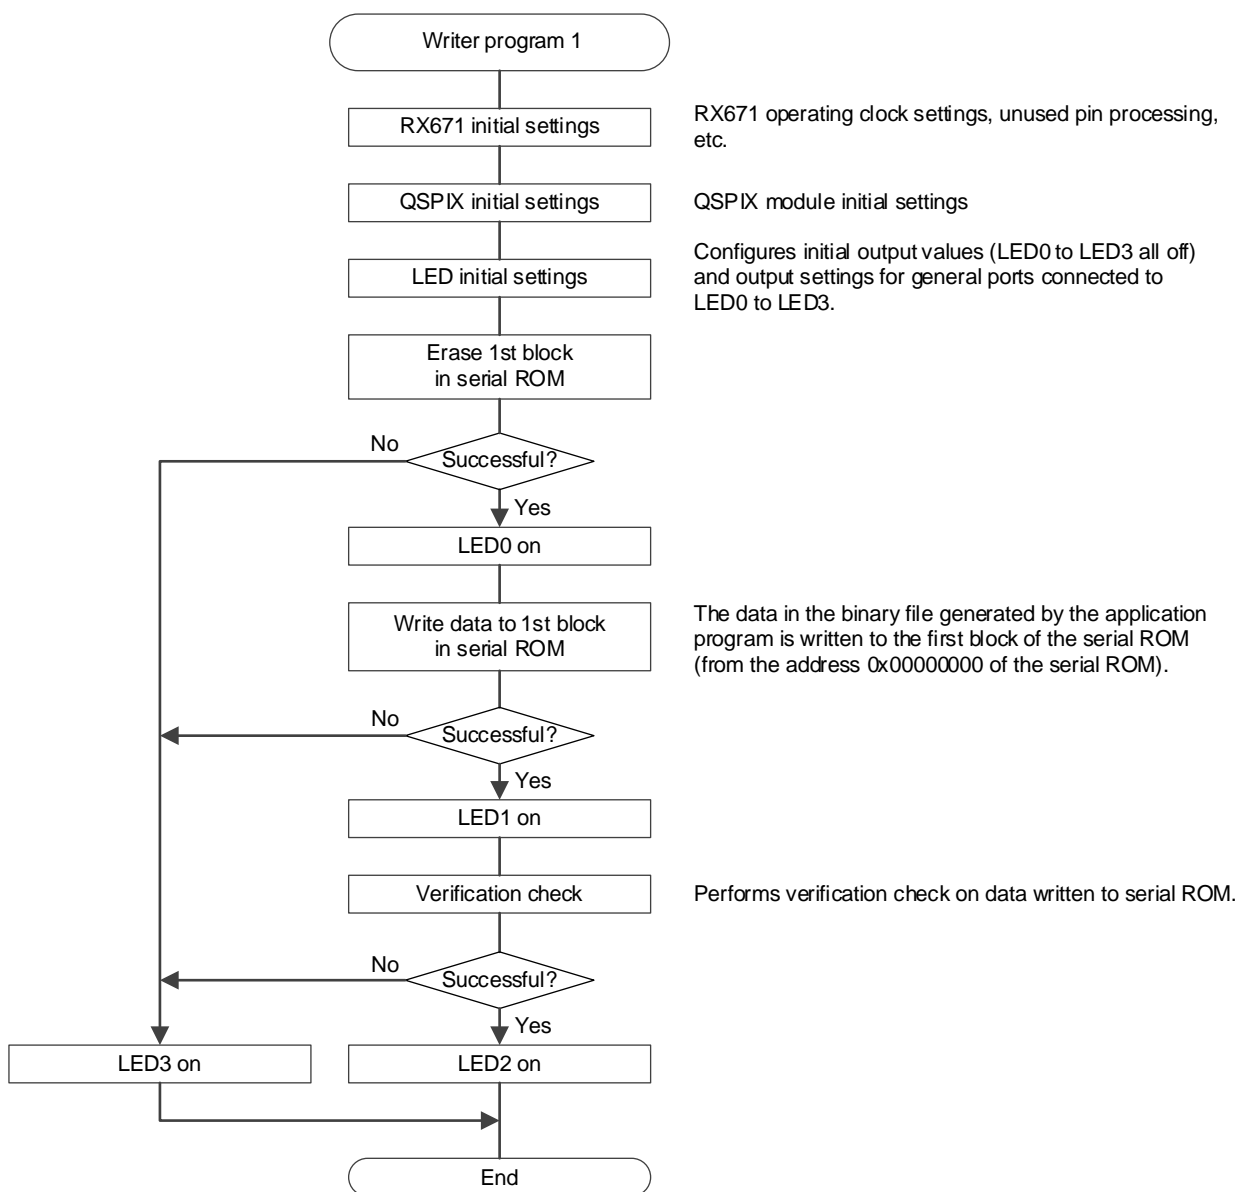 Writer program 1
RX671 initial settings
RX671 operating clock settings, unused pin processing,
etc.
QSPIX initial settings
QSPIX module initial settings
LED initial settings
Configures initial output values (LED0 to LED3 all off)
and output settings for general ports connected to
LED0 to LED3.
Erase 1st block
in serial ROM
No
Successful?
Yes
LED0 on
Write data to 1st block
in serial ROM
The data in the binary file generated by the application
program is written to the first block of the serial ROM
(from the address 0x00000000 of the serial ROM).
No
Successful?
Yes
LED1 on
Verification check
Performs verification check on data written to serial ROM.
No
Successful?
Yes
LED3 on
LED2 on
End